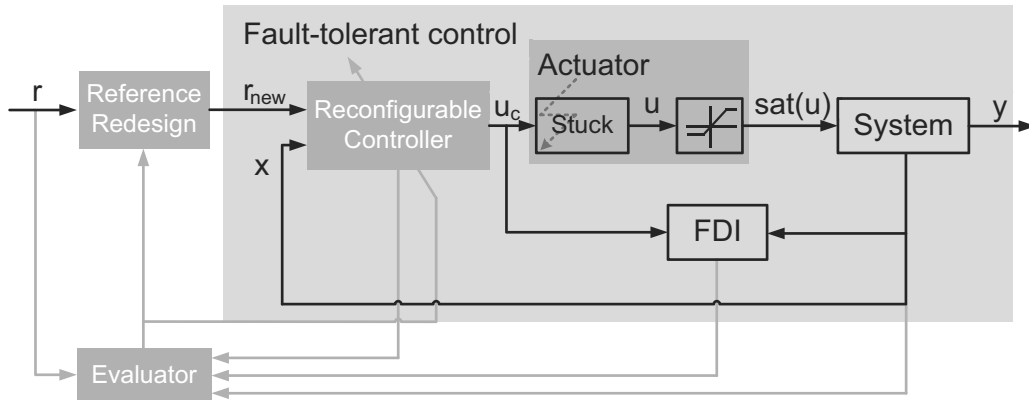 Fault-tolerant control
Actuator
r
Reference
Redesign
r_new
Reconfigurable
Controller
u_c
Stuck
u
sat(u)
System
y
x
FDI
Evaluator